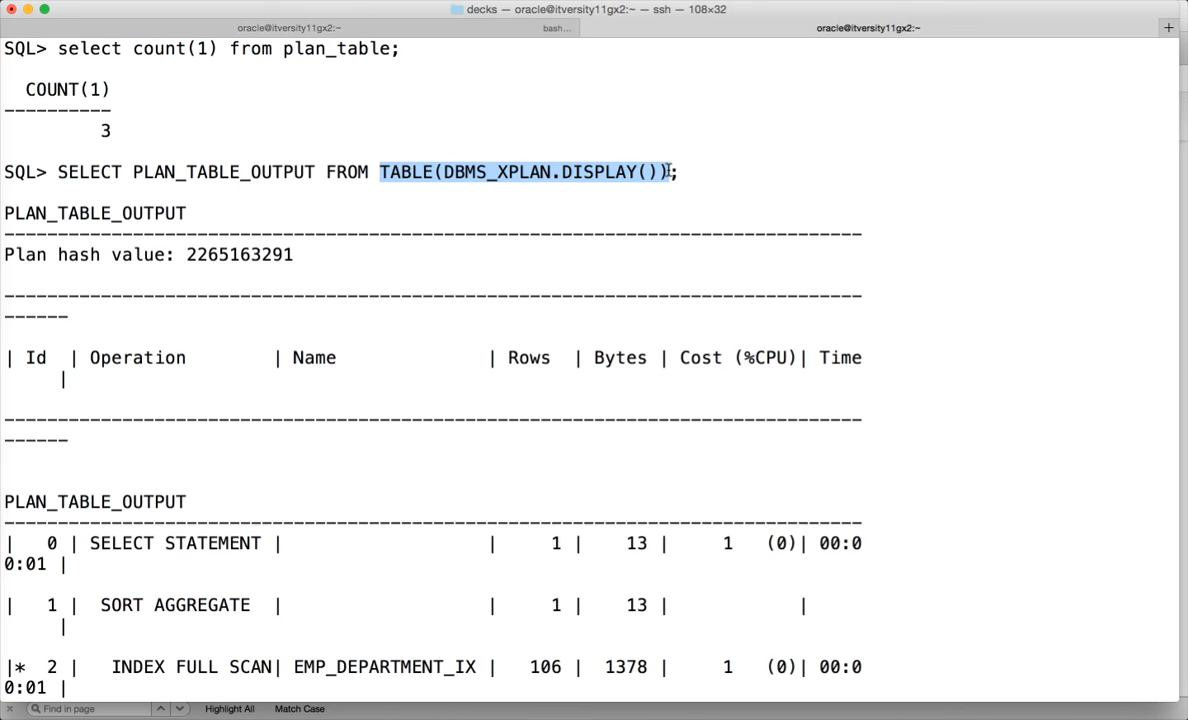 decks — oracle@itversity11gx2:~ — ssh — 108×32
oracle@itversity11gx2:~ bash... oracle@itversity11gx2:~ +
SQL> select count(1) from plan_table;
COUNT(1)
----------
3
SQL> SELECT PLAN_TABLE_OUTPUT FROM TABLE(DBMS_XPLAN.DISPLAY());
PLAN_TABLE_OUTPUT
--------------------------------------------------------------------------------
Plan hash value: 2265163291
--------------------------------------------------------------------------------
------
| Id  | Operation        | Name              | Rows  | Bytes | Cost (%CPU)| Time
     |
--------------------------------------------------------------------------------
------
PLAN_TABLE_OUTPUT
--------------------------------------------------------------------------------
|   0 | SELECT STATEMENT |                   |     1 |    13 |     1   (0)| 00:0
0:01 |
|   1 |  SORT AGGREGATE  |                   |     1 |    13 |            |
     |
|*  2 |   INDEX FULL SCAN| EMP_DEPARTMENT_IX |   106 |  1378 |     1   (0)| 00:0
0:01 |
Find in page Highlight All Match Case